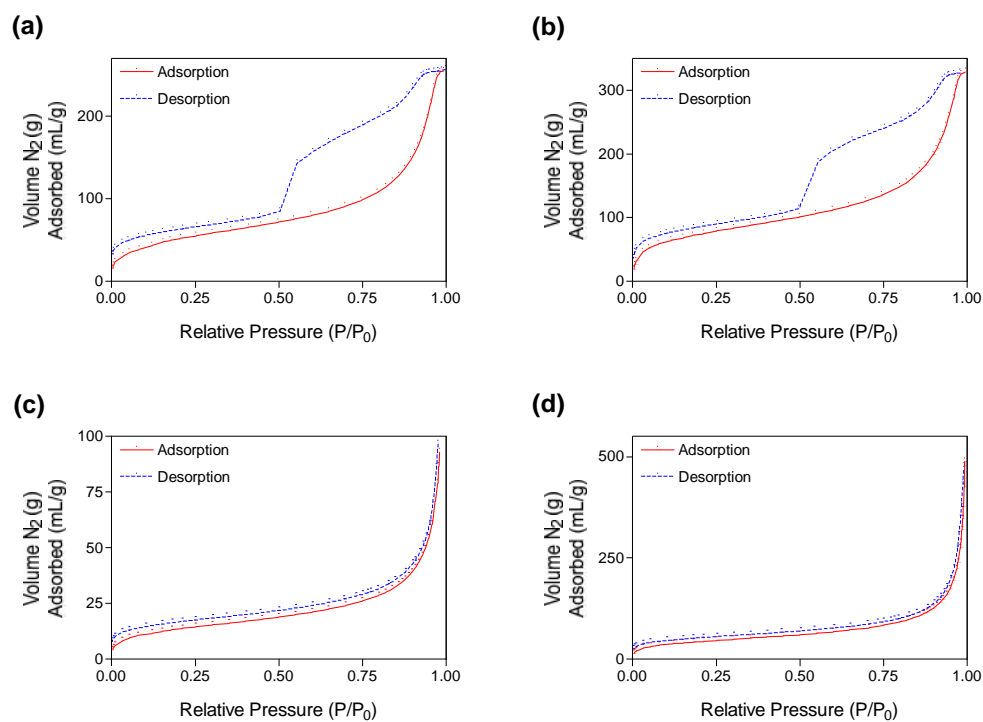 (a)
Adsorption
Desorption
200
100
0
Volume N2 (g)
Adsorbed (mL/g)
0.00 0.25 0.50 0.75 1.00
Relative Pressure (P/P0)
(b)
Adsorption
Desorption
300
200
100
0
Volume N2 (g)
Adsorbed (mL/g)
0.00 0.25 0.50 0.75 1.00
Relative Pressure (P/P0)
(c)
Adsorption
Desorption
100
75
50
25
0
Volume N2 (g)
Adsorbed (mL/g)
0.00 0.25 0.50 0.75 1.00
Relative Pressure (P/P0)
(d)
Adsorption
Desorption
500
250
0
Volume N2 (g)
Adsorbed (mL/g)
0.00 0.25 0.50 0.75 1.00
Relative Pressure (P/P0)